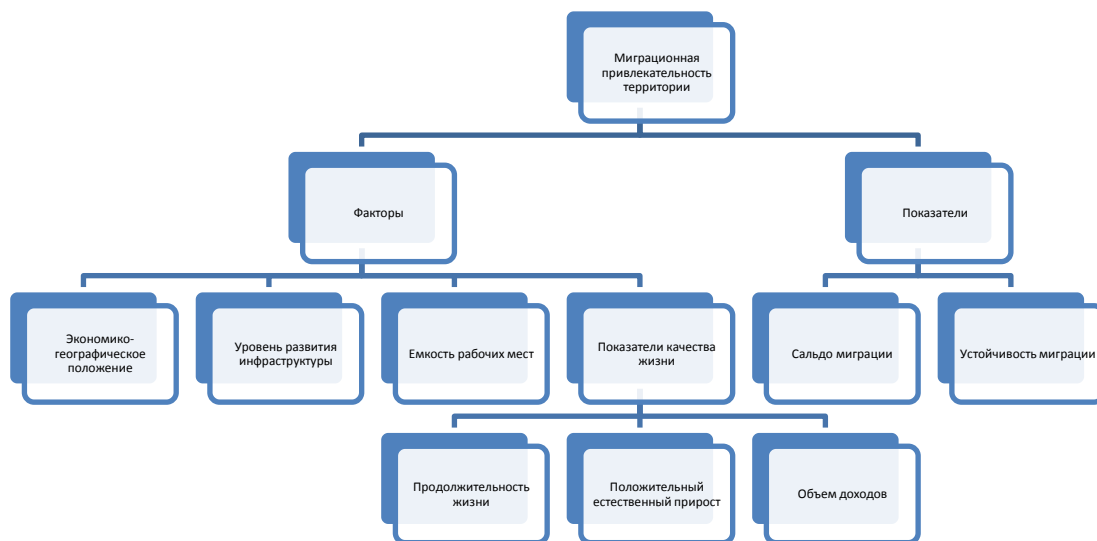 Миграционная
привлекательность
территории
Факторы
Показатели
Экономико-
географическое
положение
Уровень развития
инфраструктуры
Емкость рабочих мест
Показатели качества
жизни
Сальдо миграции
Устойчивость миграции
Продолжительность
жизни
Положительный
естественный прирост
Объем доходов